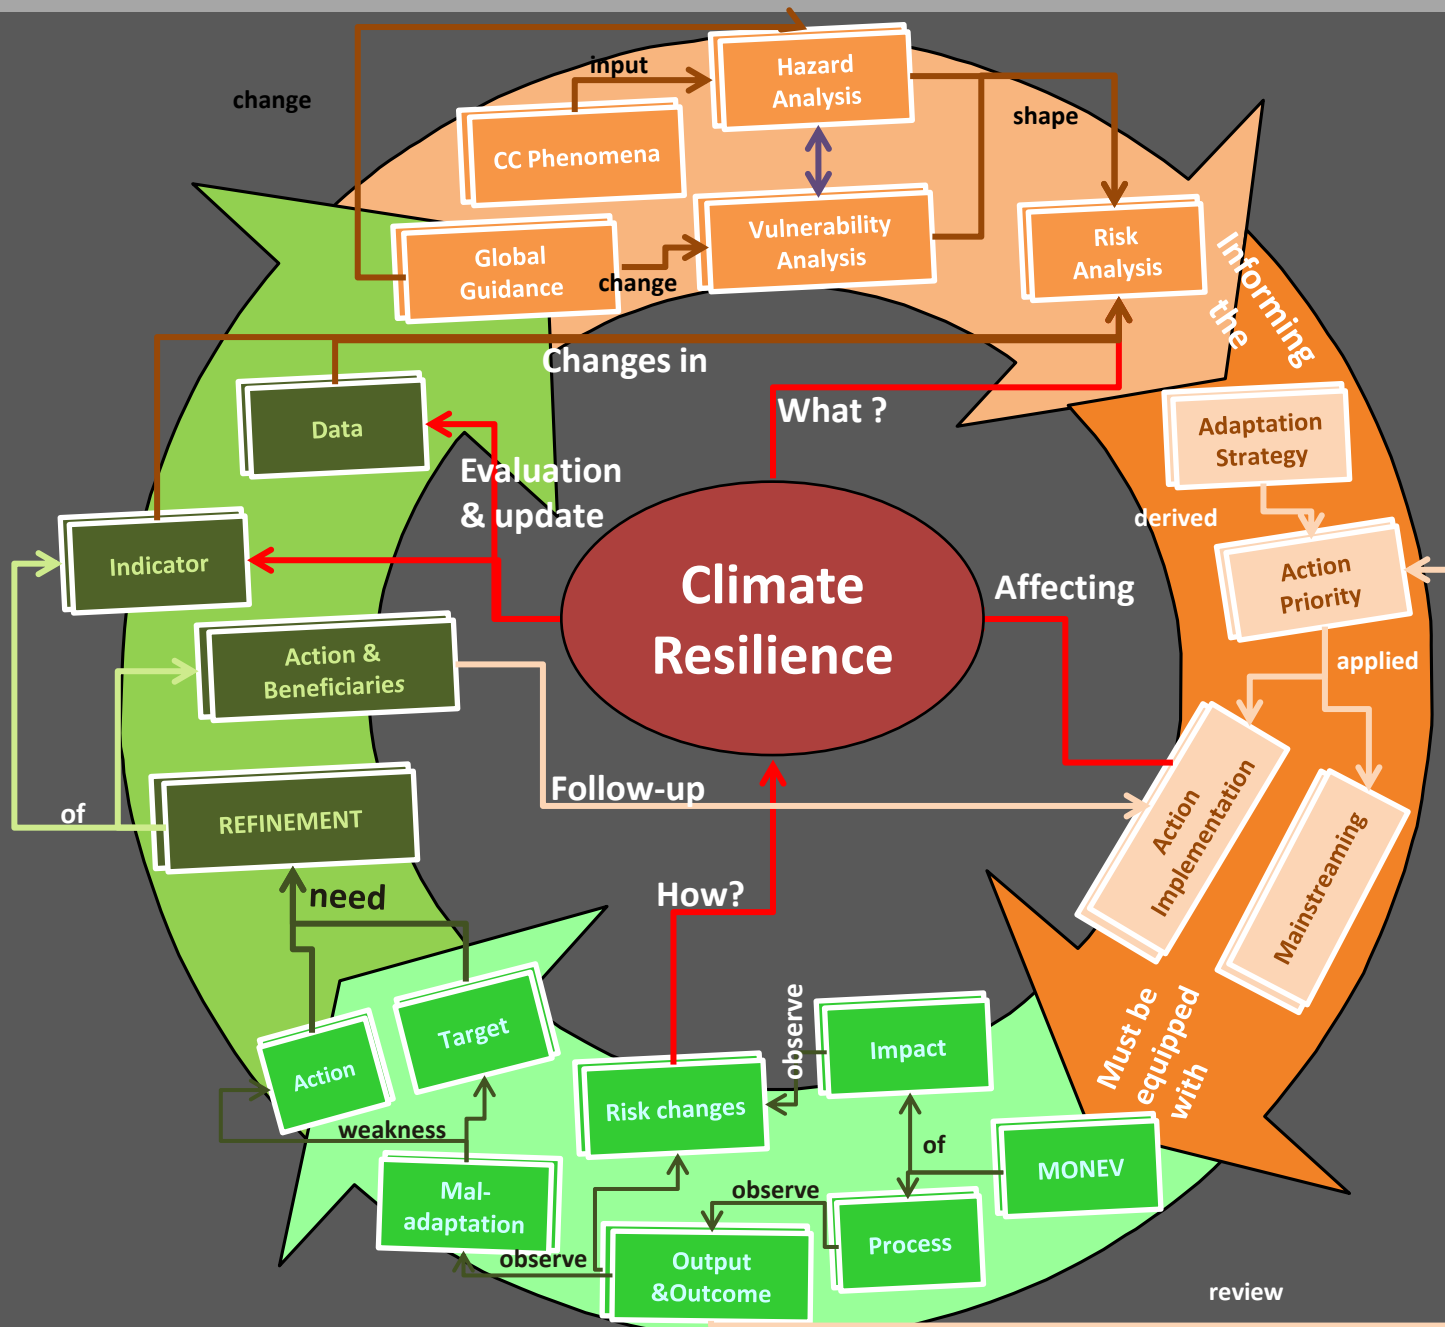 input
Hazard
Analysis
change
shape
CC Phenomena
Vulnerability
Analysis
Risk
Analysis
Global
Guidance
change
Informing
the
Changes in
What ?
Data
Adaptation
Strategy
Evaluation
& update
derived
Indicator
Climate
Resilience
Affecting
Action
Priority
Action &
Beneficiaries
applied
Follow-up
of
REFINEMENT
Action
Implementation
Mainstreaming
need
How?
Must be
equipped
with
observe
Target
Action
Impact
Risk changes
weakness
of
MONEV
Mal-
adaptation
observe
Process
observe
Output
&Outcome
review